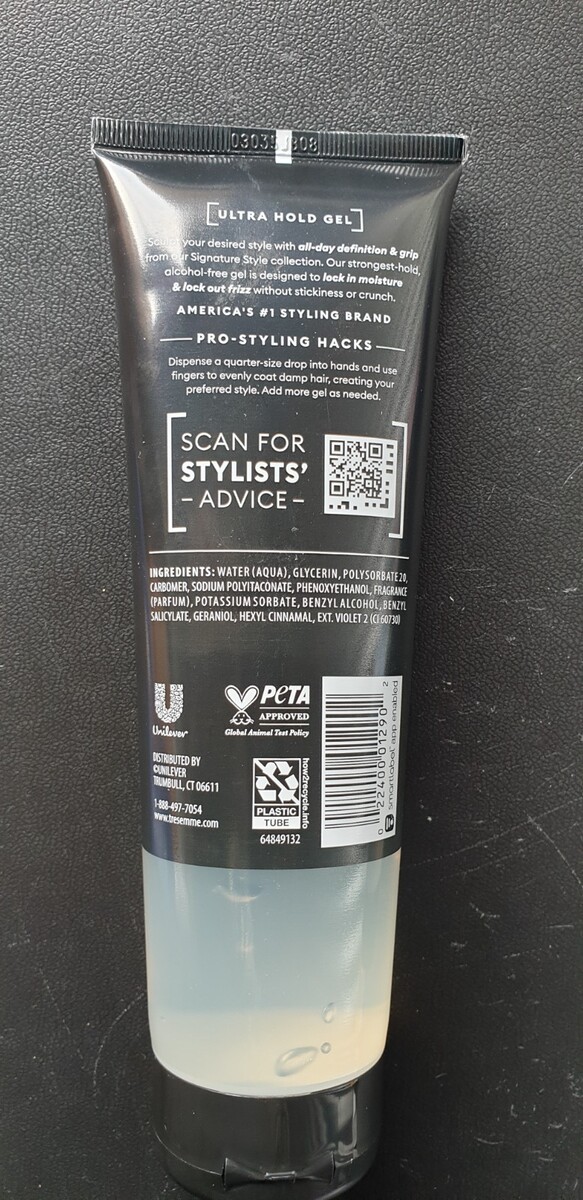 [ULTRA HOLD GEL]
your desired style with all-day definition & grip
from our Signature Style collection. Our strongest-hold,
alcohol-free gel is designed to lock in moisture
& lock out frizz without stickiness or crunch.
AMERICA'S #1 STYLING BRAND
PRO-STYLING HACKS
Dispense a quarter-size drop into hands and use
fingers to evenly coat damp hair, creating your
preferred style. Add more gel as needed.
SCAN FOR
STYLISTS'
– ADVICE –
INGREDIENTS: WATER (AQUA), GLYCERIN, POLYSORBATE 20,
CARBOMER, SODIUM POLYITACONATE, PHENOXYETHANOL, FRAGRANCE
(PARFUM), POTASSIUM SORBATE, BENZYL ALCOHOL, BENZYL
SALICYLATE, GERANIOL, HEXYL CINNAMAL, EXT. VIOLET 2 (CI 60730)
Unilever
DISTRIBUTED BY
©UNILEVER
TRUMBULL, CT 06611
1-888-497-7054
www.tresemme.com
PETA
APPROVED
Global Animal Test Policy
PLASTIC
TUBE
how2recycle.info
64849132
0 22400 01290 2
smartlabel app enabled